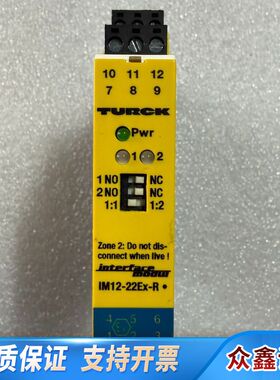 10 11 12
7 8 9
TURCK
Pwr
1 2
1 NO NC
2 NO NC
1:1 1:2
Zone 2: Do not dis-
connect when live !
interface
modul
IM12-22Ex-R
4 5 6
1 2 3
质保证 支持实
众鑫